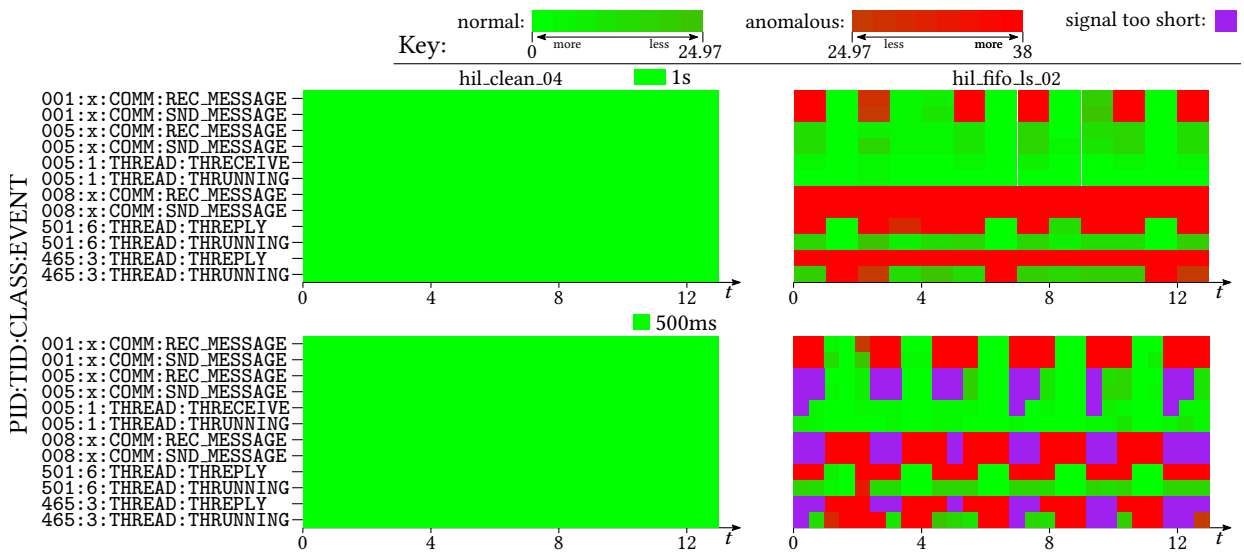 normal: anomalous: signal too short:
Key: more less less more
0 24.97 24.97 38
hil_clean_04 1s hil_fifo_ls_02
PID:TID:CLASS:EVENT
001:x:COMM:REC_MESSAGE
001:x:COMM:SND_MESSAGE
005:x:COMM:REC_MESSAGE
005:x:COMM:SND_MESSAGE
005:1:THREAD:THRECEIVE
005:1:THREAD:THRUNNING
008:x:COMM:REC_MESSAGE
008:x:COMM:SND_MESSAGE
501:6:THREAD:THREPLY
501:6:THREAD:THRUNNING
465:3:THREAD:THREPLY
465:3:THREAD:THRUNNING
0 4 8 12 t 0 4 8 12 t
500ms
001:x:COMM:REC_MESSAGE
001:x:COMM:SND_MESSAGE
005:x:COMM:REC_MESSAGE
005:x:COMM:SND_MESSAGE
005:1:THREAD:THRECEIVE
005:1:THREAD:THRUNNING
008:x:COMM:REC_MESSAGE
008:x:COMM:SND_MESSAGE
501:6:THREAD:THREPLY
501:6:THREAD:THRUNNING
465:3:THREAD:THREPLY
465:3:THREAD:THRUNNING
0 4 8 12 t 0 4 8 12 t